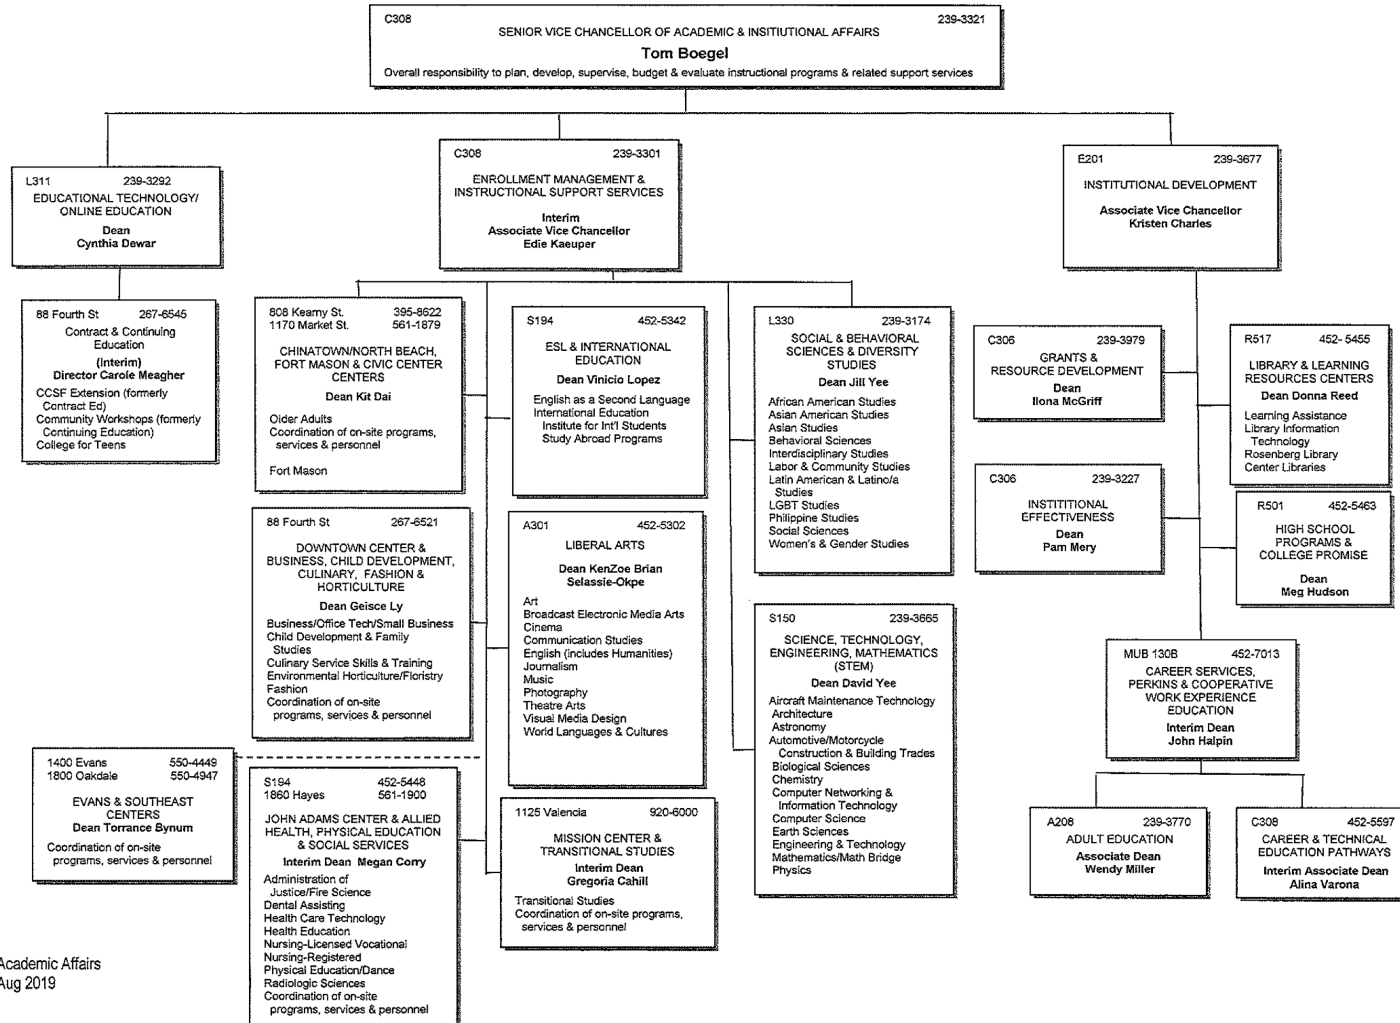 C308 239-3321
SENIOR VICE CHANCELLOR OF ACADEMIC & INSITIUTIONAL AFFAIRS
Tom Boegel
Overall responsibility to plan, develop, supervise, budget & evaluate instructional programs & related support services
L311 239-3292
EDUCATIONAL TECHNOLOGY/
ONLINE EDUCATION
Dean
Cynthia Dewar
C308 239-3301
ENROLLMENT MANAGEMENT &
INSTRUCTIONAL SUPPORT SERVICES
Interim
Associate Vice Chancellor
Edie Kaeuper
E201 239-3677
INSTITUTIONAL DEVELOPMENT
Associate Vice Chancellor
Kristen Charles
88 Fourth St 267-6545
Contract & Continuing
Education
(Interim)
Director Carole Meagher
CCSF Extension (formerly
Contract Ed)
Community Workshops (formerly
Continuing Education)
College for Teens
808 Kearny St. 395-8622
1170 Market St. 561-1879
CHINATOWN/NORTH BEACH,
FORT MASON & CIVIC CENTER
CENTERS
Dean Kit Dai
Older Adults
Coordination of on-site programs,
services & personnel
Fort Mason
S194 452-5342
ESL & INTERNATIONAL
EDUCATION
Dean Vinicio Lopez
English as a Second Language
International Education
Institute for Int'l Students
Study Abroad Programs
L330 239-3174
SOCIAL & BEHAVIORAL
SCIENCES & DIVERSITY
STUDIES
Dean Jill Yee
African American Studies
Asian American Studies
Asian Studies
Behavioral Sciences
Interdisciplinary Studies
Labor & Community Studies
Latin American & Latino/a
Studies
LGBT Studies
Philippine Studies
Social Sciences
Women's & Gender Studies
C306 239-3979
GRANTS &
RESOURCE DEVELOPMENT
Dean
Ilona McGriff
R517 452- 5455
LIBRARY & LEARNING
RESOURCES CENTERS
Dean Donna Reed
Learning Assistance
Library Information
Technology
Rosenberg Library
Center Libraries
C306 239-3227
INSTITITIONAL
EFFECTIVENESS
Dean
Pam Mery
R501 452-5463
HIGH SCHOOL
PROGRAMS &
COLLEGE PROMISE
Dean
Meg Hudson
88 Fourth St 267-6521
DOWNTOWN CENTER &
BUSINESS, CHILD DEVELOPMENT,
CULINARY, FASHION &
HORTICULTURE
Dean Geisce Ly
Business/Office Tech/Small Business
Child Development & Family
Studies
Culinary Service Skills & Training
Environmental Horticulture/Floristry
Fashion
Coordination of on-site
programs, services & personnel
A301 452-5302
LIBERAL ARTS
Dean KenZoe Brian
Selassie-Okpe
Art
Broadcast Electronic Media Arts
Cinema
Communication Studies
English (includes Humanities)
Journalism
Music
Photography
Theatre Arts
Visual Media Design
World Languages & Cultures
S150 239-3665
SCIENCE, TECHNOLOGY,
ENGINEERING, MATHEMATICS
(STEM)
Dean David Yee
Aircraft Maintenance Technology
Architecture
Astronomy
Automotive/Motorcycle
Construction & Building Trades
Biological Sciences
Chemistry
Computer Networking &
Information Technology
Computer Science
Earth Sciences
Engineering & Technology
Mathematics/Math Bridge
Physics
MUB 130B 452-7013
CAREER SERVICES,
PERKINS & COOPERATIVE
WORK EXPERIENCE
EDUCATION
Interim Dean
John Halpin
1400 Evans 550-4449
1800 Oakdale 550-4947
EVANS & SOUTHEAST
CENTERS
Dean Torrance Bynum
Coordination of on-site
programs, services & personnel
S194 452-5448
1860 Hayes 561-1900
JOHN ADAMS CENTER & ALLIED
HEALTH, PHYSICAL EDUCATION
& SOCIAL SERVICES
Interim Dean Megan Corry
Administration of
Justice/Fire Science
Dental Assisting
Health Care Technology
Health Education
Nursing-Licensed Vocational
Nursing-Registered
Physical Education/Dance
Radiologic Sciences
Coordination of on-site
programs, services & personnel
1125 Valencia 920-6000
MISSION CENTER &
TRANSITIONAL STUDIES
Interim Dean
Gregoria Cahill
Transitional Studies
Coordination of on-site programs,
services & personnel
A208 239-3770
ADULT EDUCATION
Associate Dean
Wendy Miller
C308 452-5597
CAREER & TECHNICAL
EDUCATION PATHWAYS
Interim Associate Dean
Alina Varona
Academic Affairs
Aug 2019